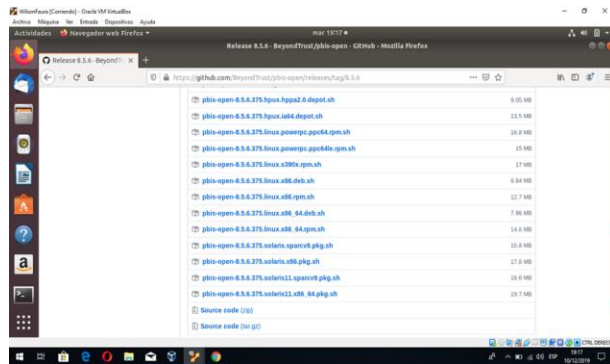 WilsonFaura [Corriendo] - Oracle VM VirtualBox
Archivo Máquina Ver Entrada Dispositivos Ayuda
Actividades Navegador web Firefox mar 19:17
Release 8.5.6 · BeyondTrust/pbis-open · GitHub - Mozilla Firefox
Release 8.5.6 · BeyondTr
https://github.com/BeyondTrust/pbis-open/releases/tag/8.5.6
pbis-open-8.5.6.375.hpux.hppa2.0.depot.sh 9.05 MB
pbis-open-8.5.6.375.hpux.ia64.depot.sh 13.5 MB
pbis-open-8.5.6.375.linux.powerpc.ppc64.rpm.sh 16.8 MB
pbis-open-8.5.6.375.linux.powerpc.ppc64le.rpm.sh 15 MB
pbis-open-8.5.6.375.linux.s390x.rpm.sh 17 MB
pbis-open-8.5.6.375.linux.x86.deb.sh 6.84 MB
pbis-open-8.5.6.375.linux.x86.rpm.sh 12.7 MB
pbis-open-8.5.6.375.linux.x86_64.deb.sh 7.96 MB
pbis-open-8.5.6.375.linux.x86_64.rpm.sh 14.6 MB
pbis-open-8.5.6.375.solaris.sparcv9.pkg.sh
pbis-open-8.5.6.375.solaris.x86.pkg.sh 17.8 MB
pbis-open-8.5.6.375.solaris11.sparcv9.pkg.sh 18.6 MB
pbis-open-8.5.6.375.solaris11.x86_64.pkg.sh 19.7 MB
Source code (zip)
Source code (tar.gz)
CTRL DERECHA
ESP 19:17
10/12/2019